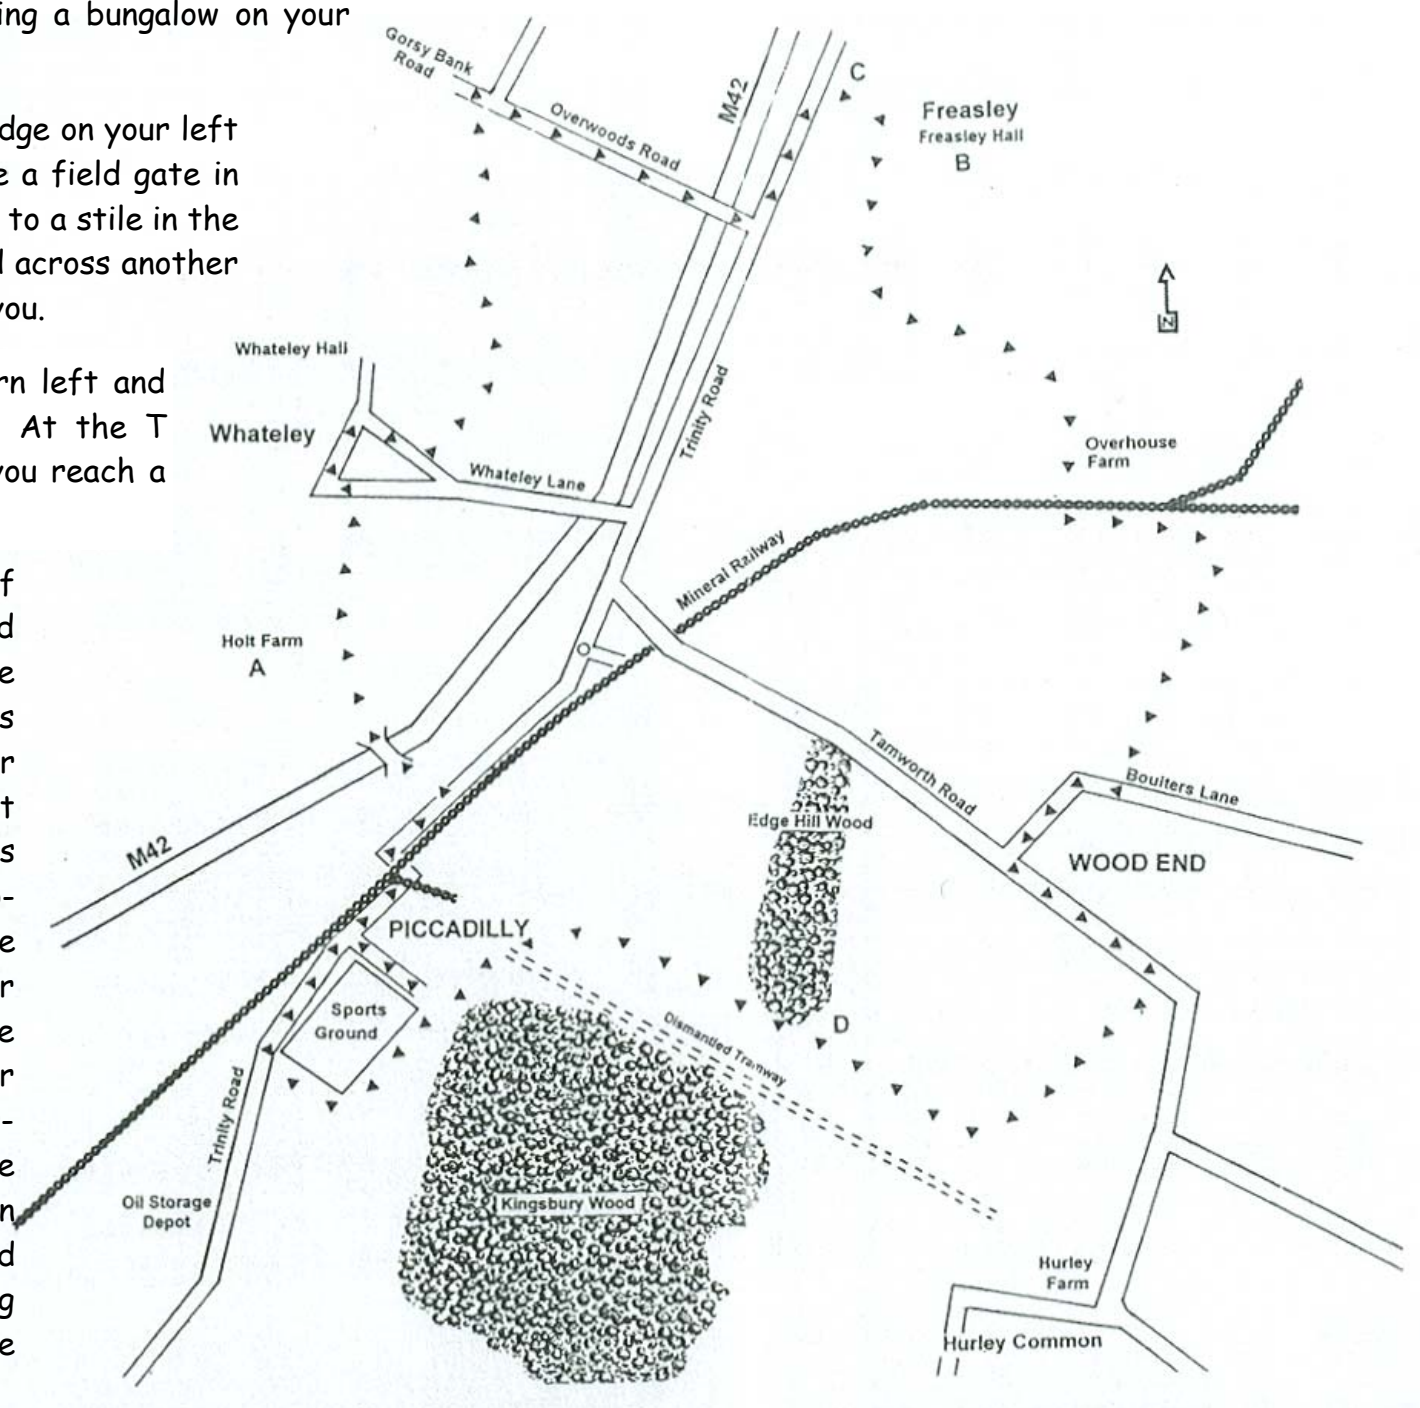 ing a bungalow on your
dge on your left
e a field gate in
to a stile in the
across another
you.
rn left and
At the T
you reach a
f
d
e
s
r
t
s
-
e
r
e
r
-
e
n
d
g
e
Gorsy Bank
Road
Overwoods Road
M42
C
Freasley
Freasley Hall
B
N
Whateley Hall
Whateley
Whateley Lane
Trinity Road
Overhouse
Farm
Mineral Railway
Holt Farm
A
M42
Tamworth Road
Boulters Lane
Edge Hill Wood
WOOD END
PICCADILLY
Sports
Ground
D
Dismantled Tramway
Trinity Road
Oil Storage
Depot
Kingsbury Wood
Hurley
Farm
Hurley Common